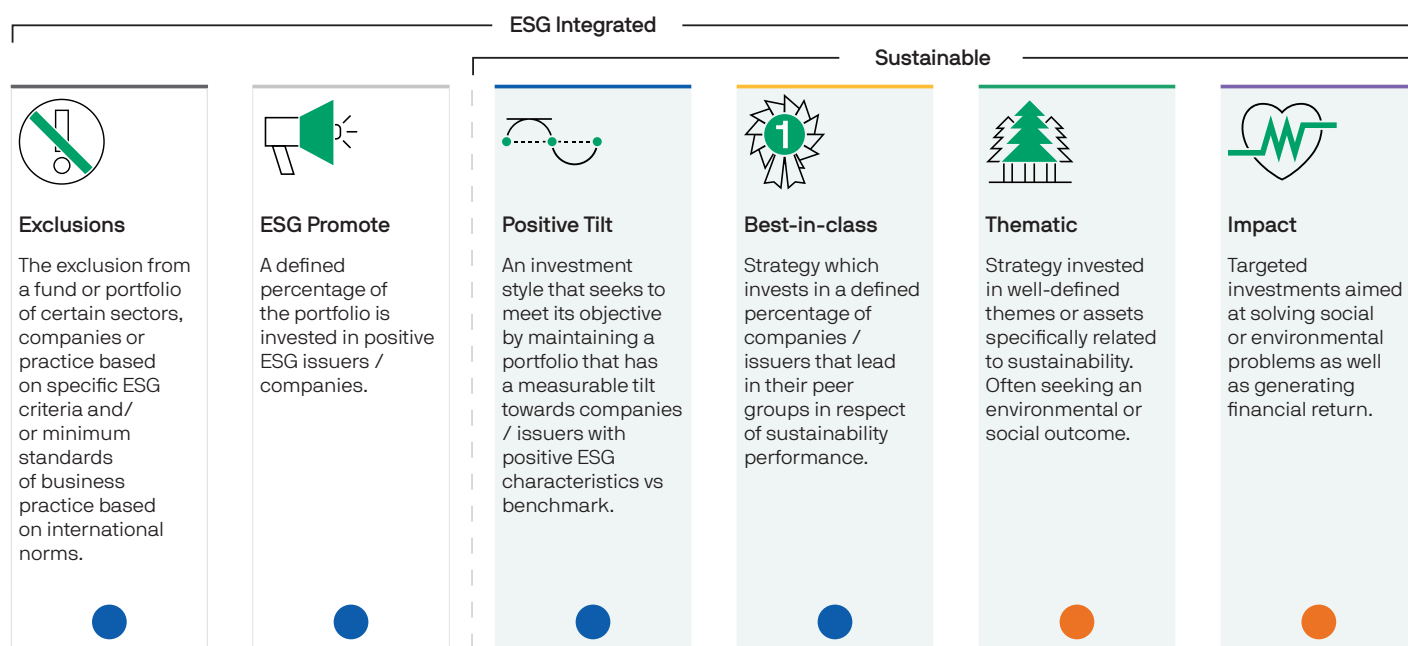 ESG Integrated
Sustainable
Exclusions
The exclusion from
a fund or portfolio
of certain sectors,
companies or
practice based
on specific ESG
criteria and/
or minimum
standards
of business
practice based
on international
norms.
ESG Promote
A defined
percentage of
the portfolio is
invested in positive
ESG issuers /
companies.
Positive Tilt
An investment
style that seeks to
meet its objective
by maintaining a
portfolio that has
a measurable tilt
towards companies
/ issuers with
positive ESG
characteristics vs
benchmark.
1
Best-in-class
Strategy which
invests in a defined
percentage of
companies /
issuers that lead
in their peer
groups in respect
of sustainability
performance.
Thematic
Strategy invested
in well-defined
themes or assets
specifically related
to sustainability.
Often seeking an
environmental or
social outcome.
Impact
Targeted
investments aimed
at solving social
or environmental
problems as well
as generating
financial return.